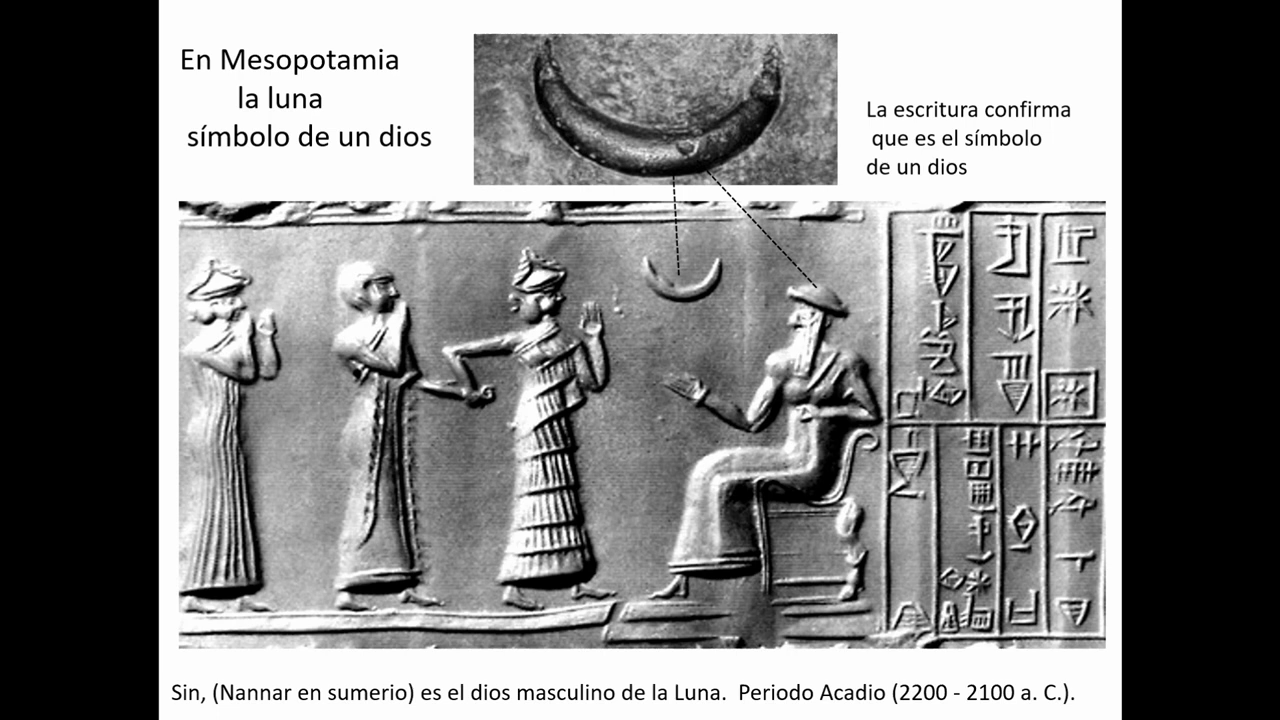 En Mesopotamia
la luna
símbolo de un dios
La escritura confirma
que es el símbolo
de un dios
Sin, (Nannar en sumerio) es el dios masculino de la Luna. Periodo Acadio (2200 - 2100 a. C.).